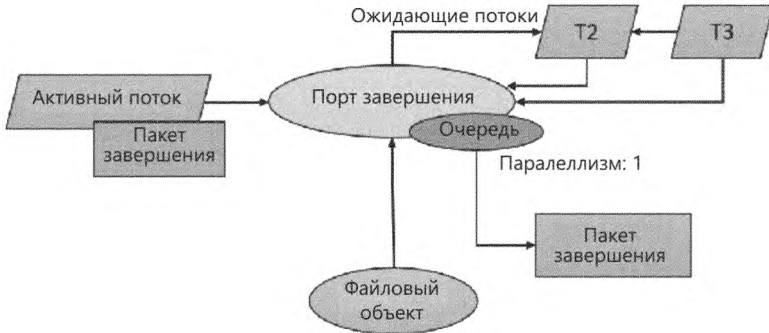 Ожидающие потоки
T2
T3
Активный поток
Порт завершения
Пакет
завершения
Очередь
Паралеллизм: 1
Пакет
завершения
Файловый
объект